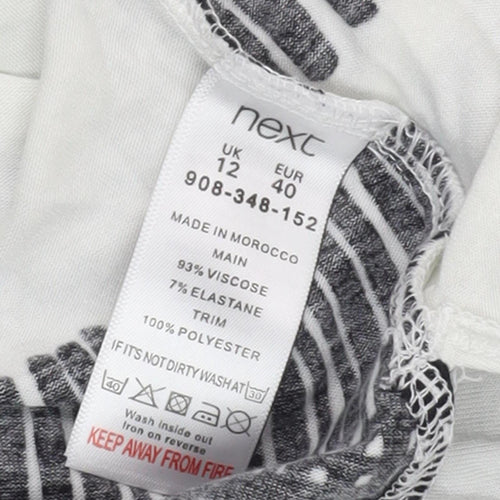 next
UK EUR
12 40
908-348-152
MADE IN MOROCCO
MAIN
93% VISCOSE
7% ELASTANE
TRIM
100% POLYESTER
IF IT'S NOT DIRTY WASH AT 30
40
Wash inside out
Iron on reverse
KEEP AWAY FROM FIRE